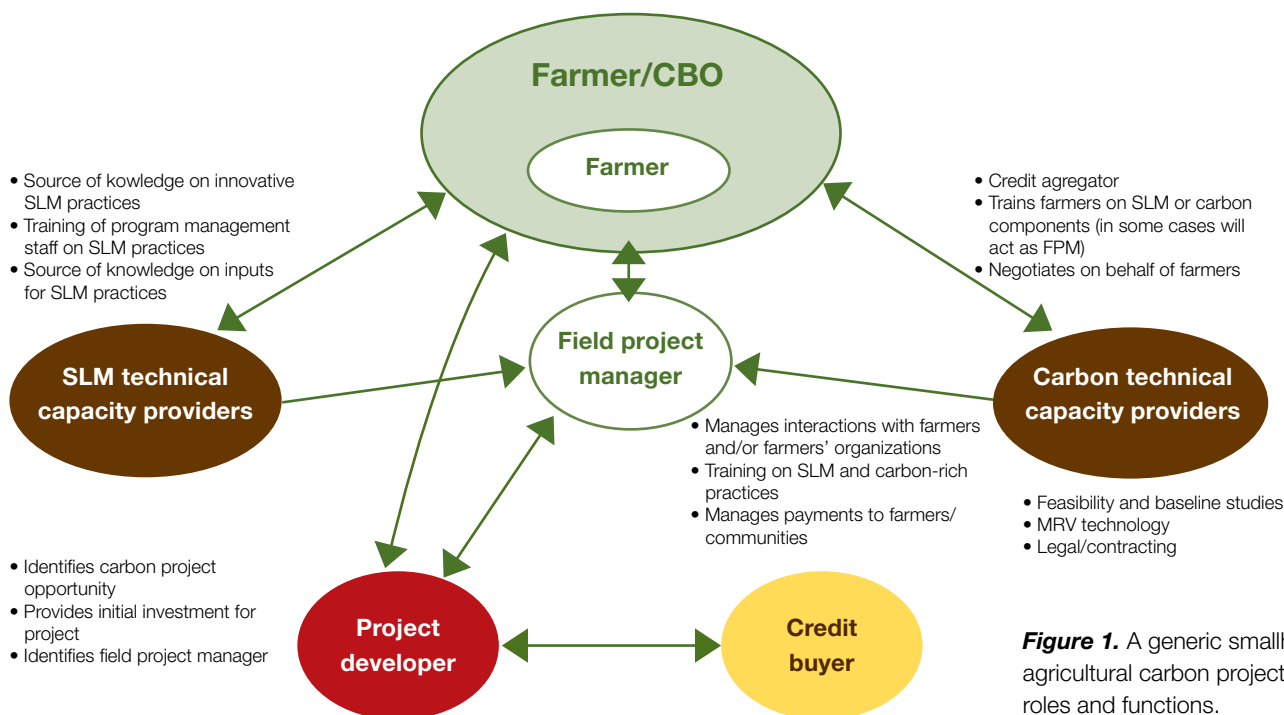 Farmer/CBO
Farmer
• Source of kowledge on innovative
SLM practices
• Training of program management
staff on SLM practices
• Source of knowledge on inputs
for SLM practices
• Credit agregator
• Trains farmers on SLM or carbon
components (in some cases will
act as FPM)
• Negotiates on behalf of farmers
SLM technical
capacity providers
Field project
manager
Carbon technical
capacity providers
• Manages interactions with farmers
and/or farmers’ organizations
• Training on SLM and carbon-rich
practices
• Manages payments to farmers/
communities
• Feasibility and baseline studies
• MRV technology
• Legal/contracting
• Identifies carbon project
opportunity
• Provides initial investment for
project
• Identifies field project manager
Project
developer
Credit
buyer
Figure 1. A generic
agricultural carbon project
roles and functions.